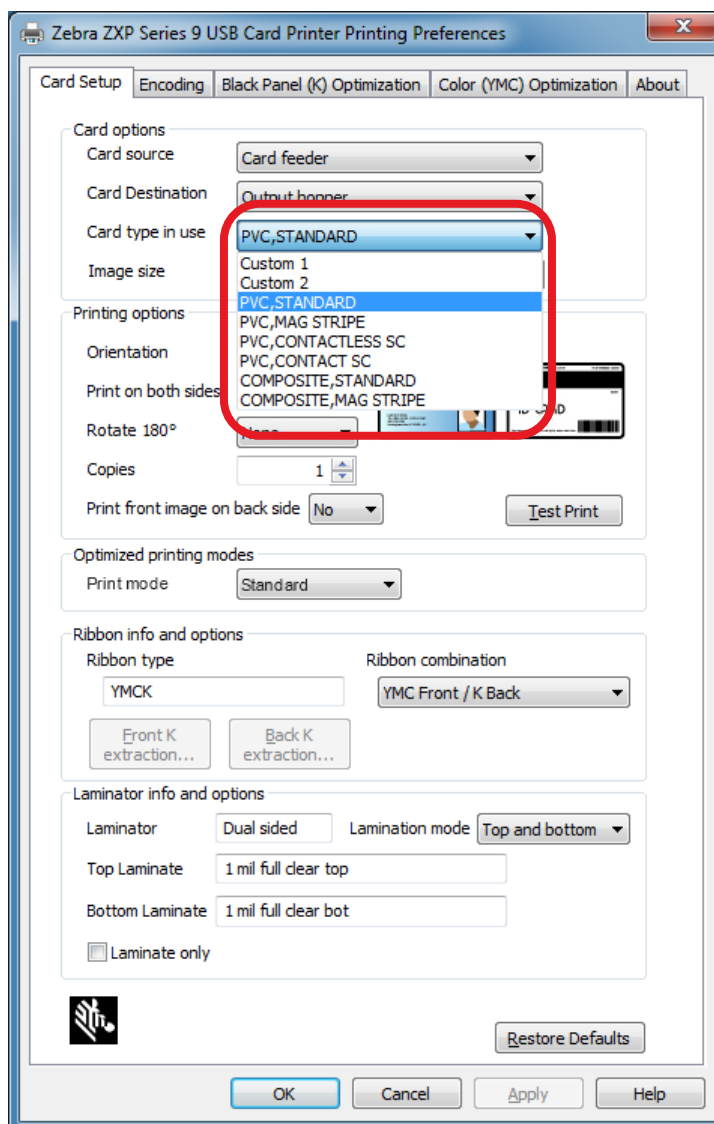 Zebra ZXP Series 9 USB Card Printer Printing Preferences
Card Setup Encoding Black Panel (K) Optimization Color (YMC) Optimization About
Card options
Card source Card feeder
Card Destination Output hopper
Card type in use PVC,STANDARD
Custom 1
Image size
Custom 2
PVC,STANDARD
Printing options
PVC,MAG STRIPE
PVC,CONTACTLESS SC
Orientation
PVC,CONTACT SC
COMPOSITE,STANDARD
Print on both sides
COMPOSITE,MAG STRIPE
ID CARD
Rotate 180° None
Copies 1
Print front image on back side No Test Print
Optimized printing modes
Print mode Standard
Ribbon info and options
Ribbon type Ribbon combination
YMCK YMC Front / K Back
Front K extraction... Back K extraction...
Laminator info and options
Laminator Dual sided Lamination mode Top and bottom
Top Laminate 1 mil full clear top
Bottom Laminate 1 mil full clear bot
Laminate only
Restore Defaults
OK Cancel Apply Help